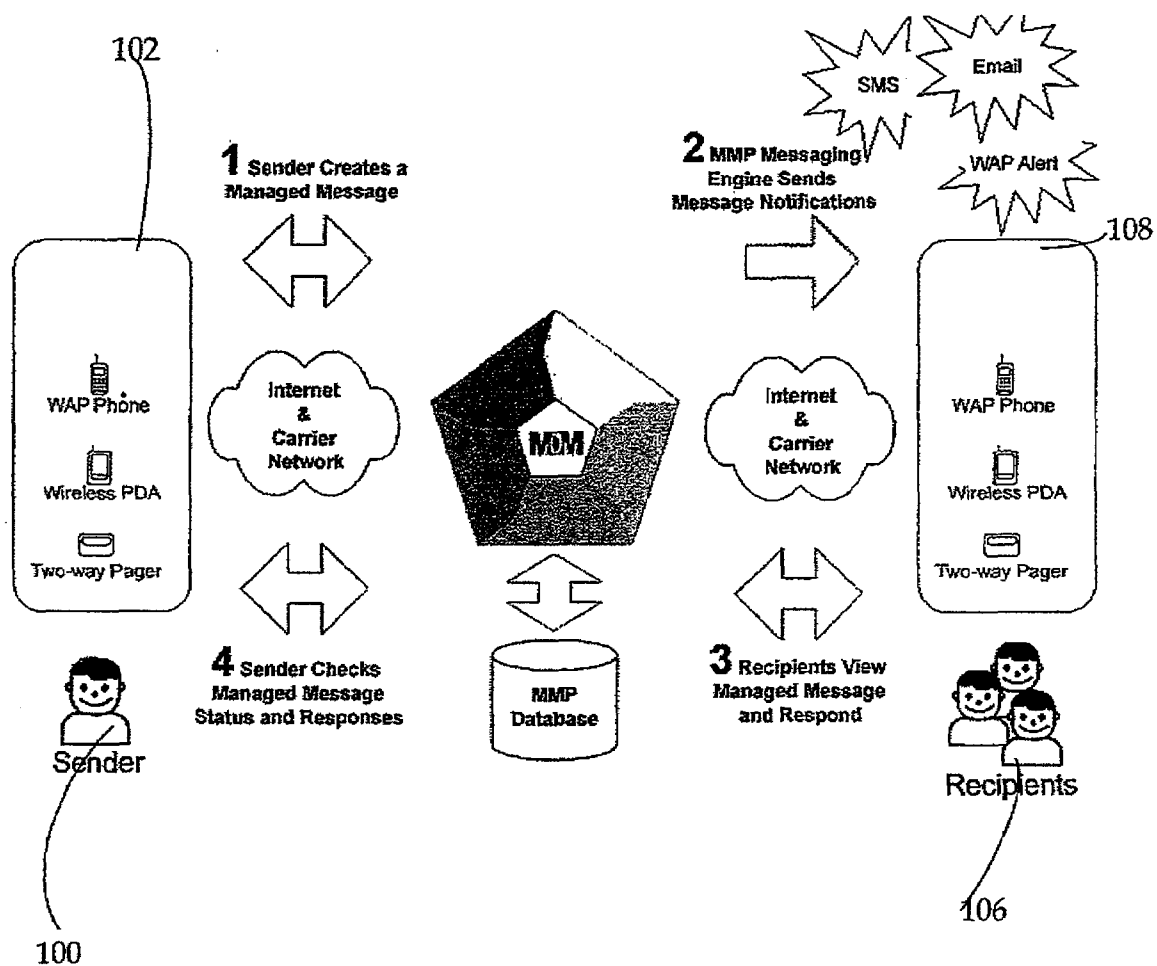 102
SMS
Email
1 Sender Creates a
Managed Message
2 MMP Messaging
Engine Sends
Message Notifications
WAP Alert
108
WAP Phone
Wireless PDA
Two-way Pager
Internet
&
Carrier
Network
Internet
&
Carrier
Network
WAP Phone
Wireless PDA
Two-way Pager
4 Sender Checks
Managed Message
Status and Responses
MMP
Database
3 Recipients View
Managed Message
and Respond
Sender
Recipients
100
106